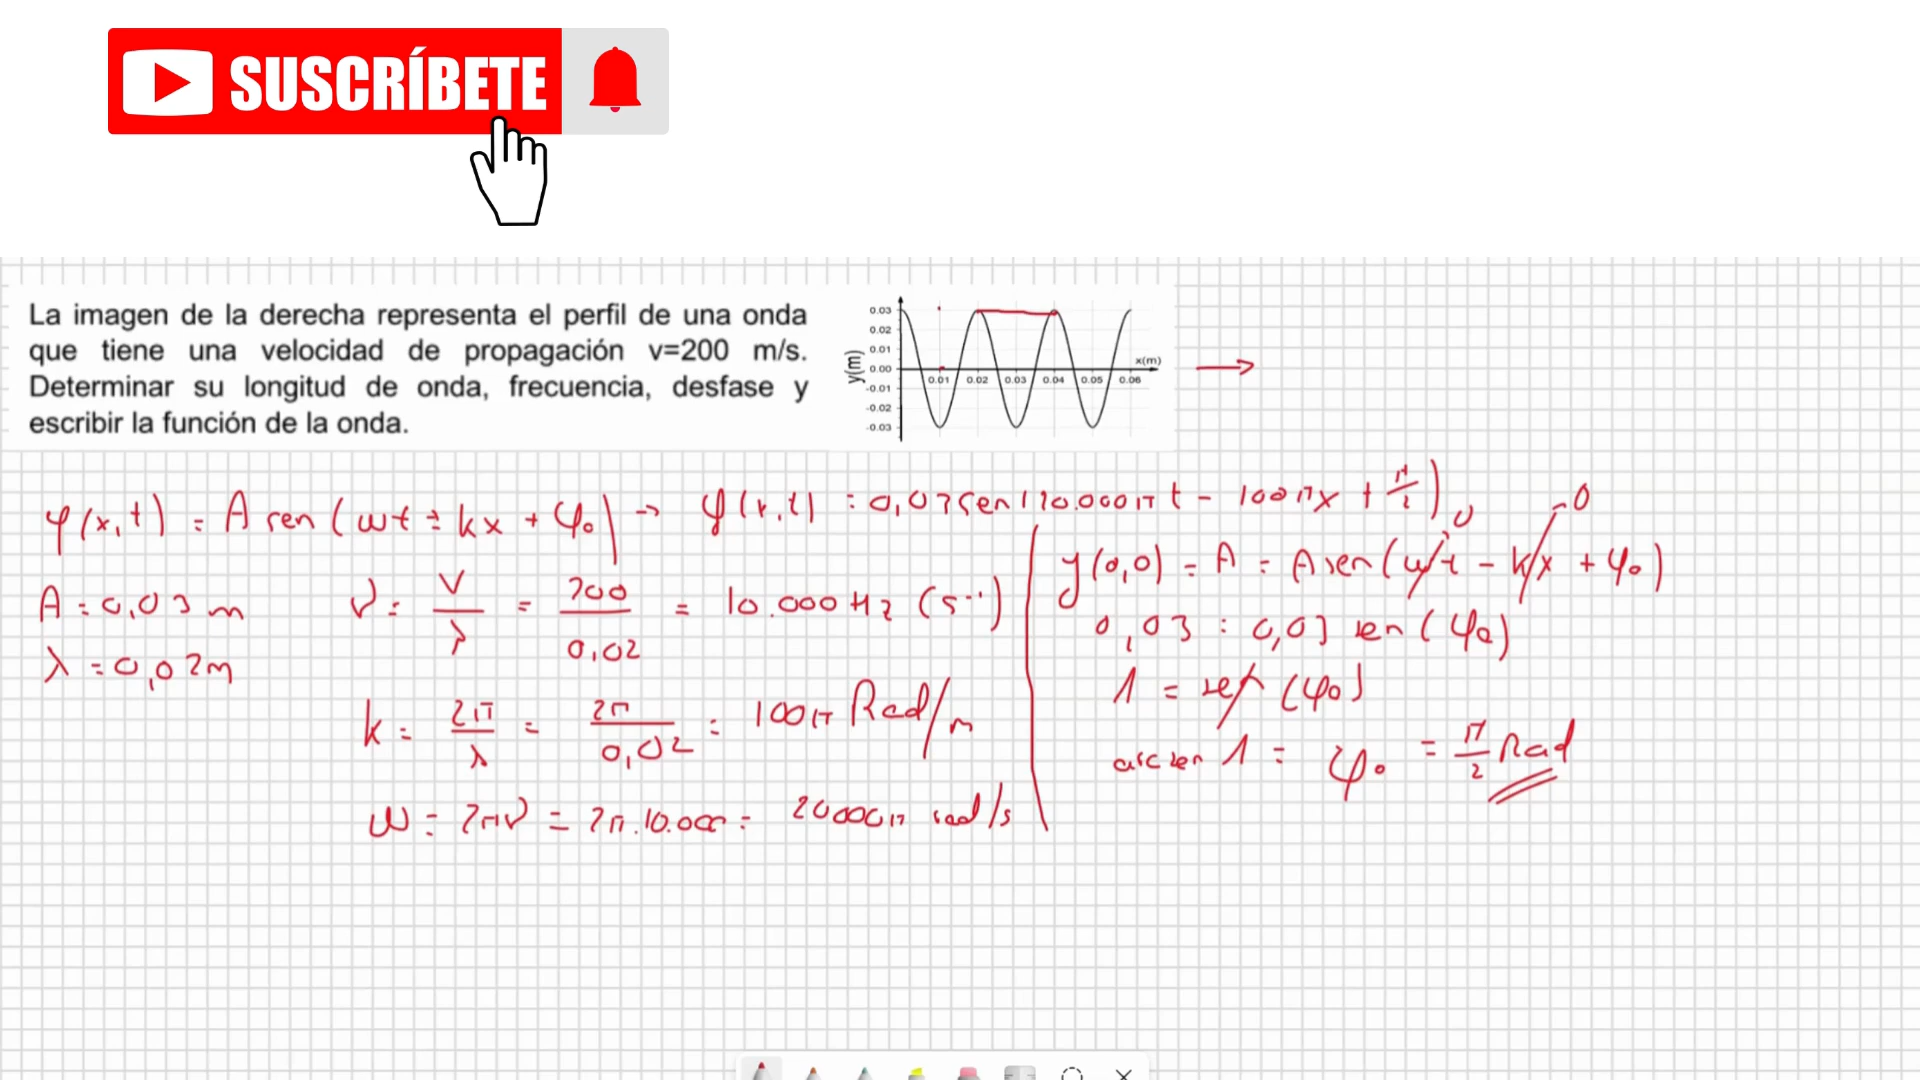 SUSCRÍBETE
La imagen de la derecha representa el perfil de una onda
que tiene una velocidad de propagación v=200 m/s.
Determinar su longitud de onda, frecuencia, desfase y
escribir la función de la onda.
y(m)
0.03
0.02
0.01
0.00
-0.01
-0.02
-0.03
0.01 0.02 0.03 0.04 0.05 0.06
x(m)
φ(x,t) = A sen(ωt ± kx + φ₀) → φ(x,t) = 0,03 sen(20.000π t - 100πx + π/2)
A = 0,03 m
λ = 0,02 m
ν = v/λ = 200/0,02 = 10.000 Hz (s⁻¹)
k = 2π/λ = 2π/0,02 = 100π Rad/m
ω = 2πν = 2π.10.000 = 20000π rad/s
y(0,0) = A = A sen(ωt - kx + φ₀)
0
0
0,03 = 0,03 sen(φ₀)
1 = sen (φ₀)
arcsen 1 = φ₀ = π/2 Rad